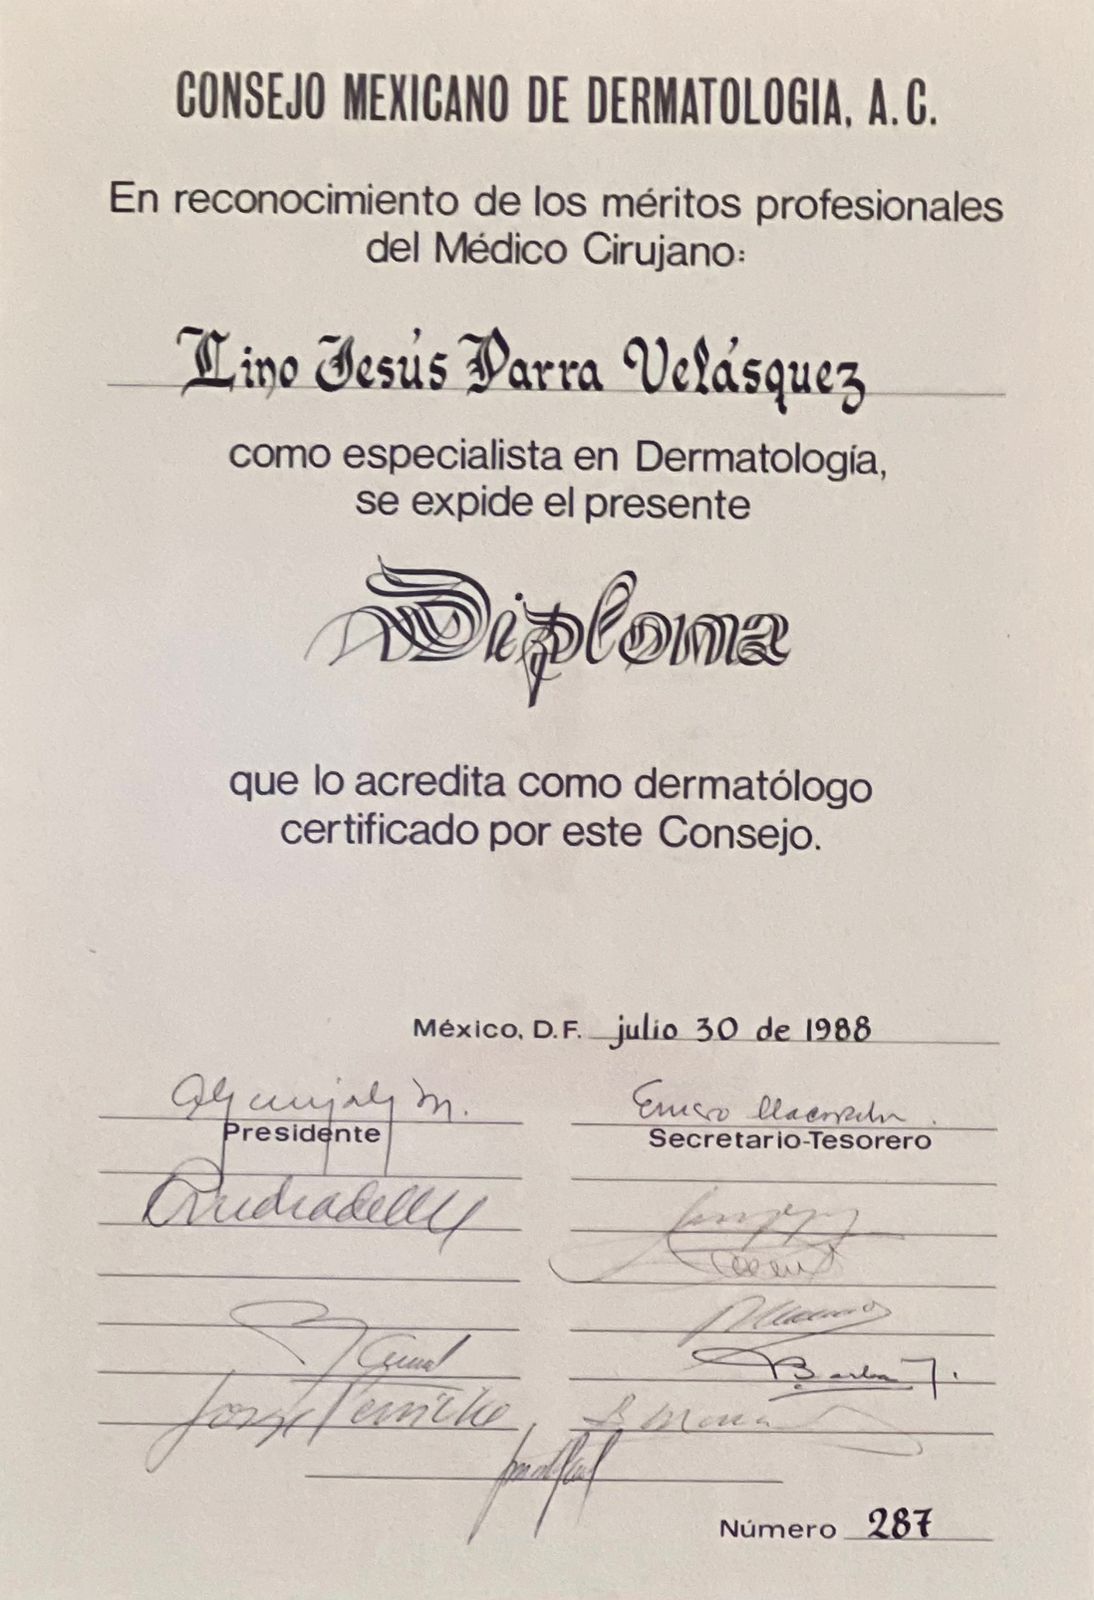 CONSEJO MEXICANO DE DERMATOLOGIA, A.C.
En reconocimiento de los méritos profesionales
del Médico Cirujano:
Lino Jesús Parra Velásquez
como especialista en Dermatología,
se expide el presente
Diploma
que lo acredita como dermatólogo
certificado por este Consejo.
México, D.F. julio 30 de 1988
Presidente
Secretario-Tesorero
Número 287